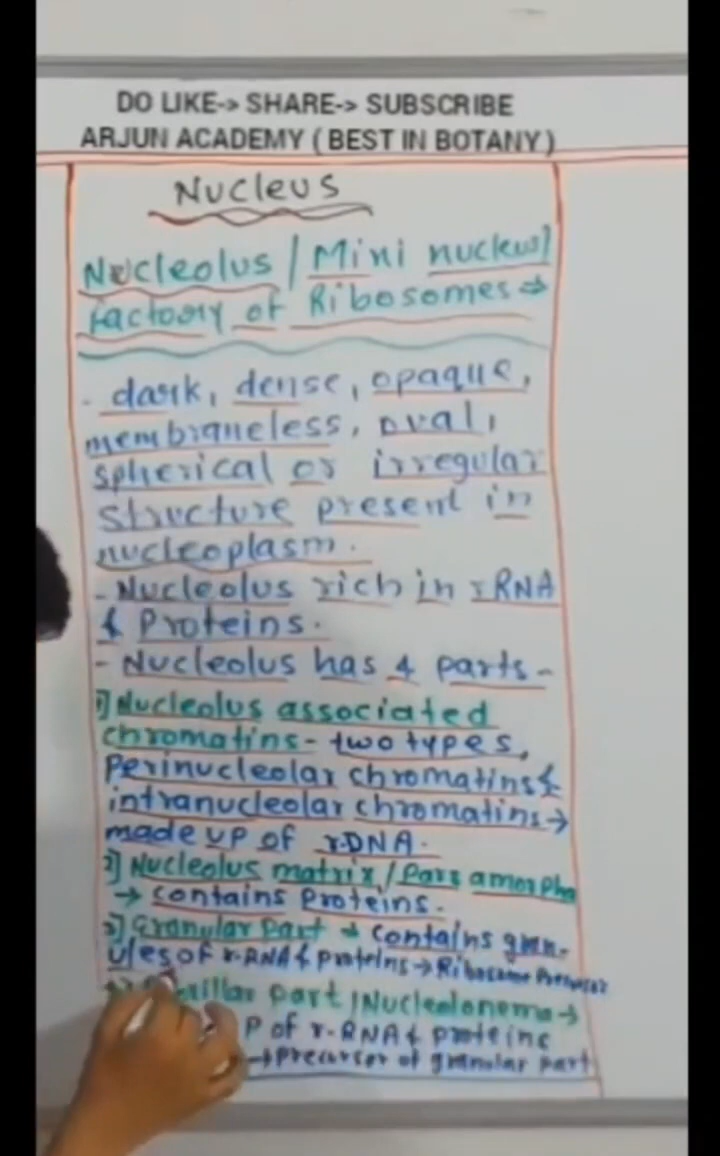 DO LIKE-> SHARE-> SUBSCRIBE
ARJUN ACADEMY ( BEST IN BOTANY )
Nucleus
Nucleolus / Mini nucleus/
factory of Ribosomes ⇒
- dark, dense, opaque,
membraneless, oval,
spherical or irregular
structure present in
nucleoplasm.
- Nucleolus rich in rRNA
& Proteins.
- Nucleolus has 4 parts -
1] Nucleolus associated
chromatins - two types,
Perinucleolar chromatins &
intranucleolar chromatins →
made up of r-DNA.
2] Nucleolus matrix / Pars amorpha
→ contains proteins.
3] Granular part → contains gran-
ules of r-RNA & proteins → Ribosome Precursor
part / Nucleolonema →
P of r-RNA & proteins
→ precursor of granular part